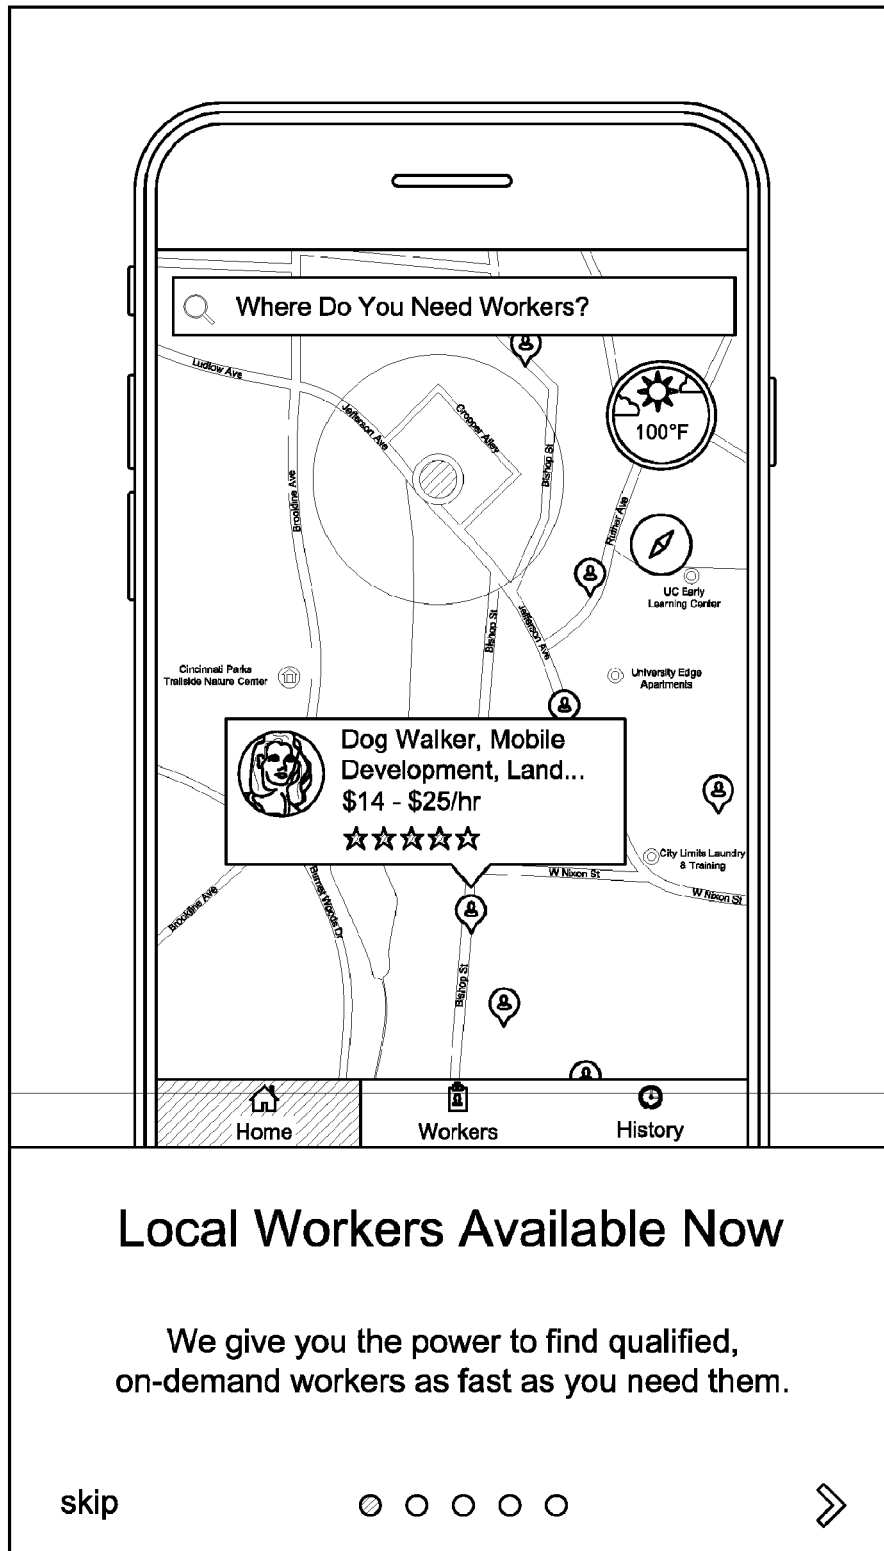 Where Do You Need Workers?
Ludlow Ave
Jefferson Ave
Cropper Alley
100°F
Bishop St
Brookline Ave
Ruther Ave
UC Early
Learning Center
Bishop St
Jefferson Ave
Cincinnati Parks
Trailside Nature Center
University Edge
Apartments
Dog Walker, Mobile
Development, Land...
$14 - $25/hr
City Limits Laundry
& Training
W Nixon St
W Nixon St
Brookline Ave
Burnet Woods Dr
Bishop St
Home
Workers
History
Local Workers Available Now
We give you the power to find qualified,
on-demand workers as fast as you need them.
skip